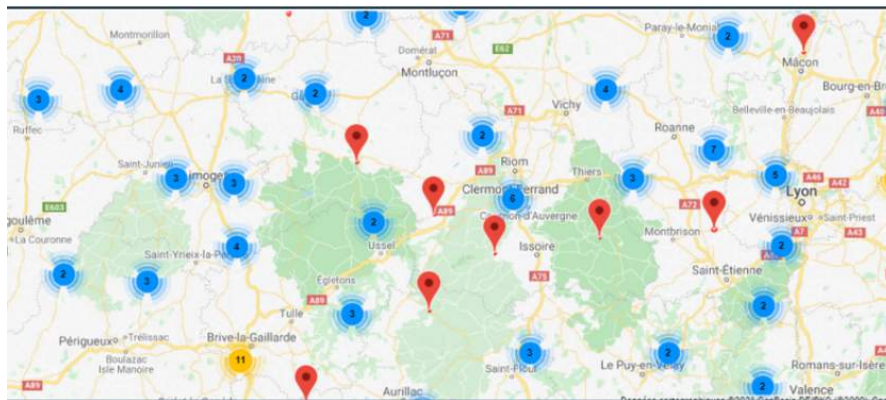 2
Montmorillon
Paray-le-Monia
2
A71
E62
Domérat
Montluçon
A20
Mâcon
2
4
2
4
3
Bourg-en-Br
Vichy
A71
Belleville-en-Beaujolais
Ruffec
Roanne
2
7
Saint-Junien
Riom
A89
Thiers
3
3
3
5
A46
A42
Clermont-Ferrand
6
Lyon
E603
A89
A72
goulême
Vénissieux
Saint-Priest
La Couronne
2
Montbrison
A7
A43
Ussel
Issoire
4
2
Saint-Yrieix-la-Pe
2
3
A75
Saint-Étienne
Égletons
A89
2
Tulle
3
Périgueux
Trélissac
Brive-la-Gaillarde
Boulazac
Isle Manoire
11
3
2
Saint-Flour
Le Puy-en-Velay
Romans-sur-Isère
A89
2
Aurillac
Valence